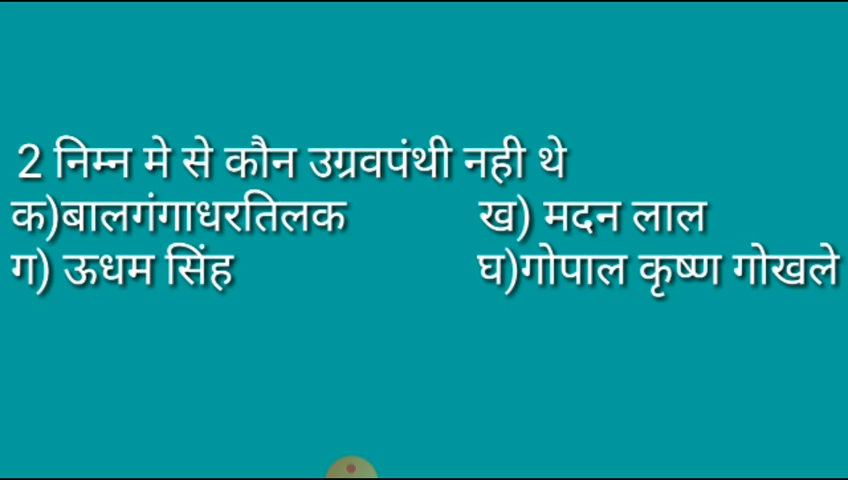 2 निम्न मे से कौन उग्रवपंथी नही थे
क)बालगंगाधरतिलक ख) मदन लाल
ग) ऊधम सिंह घ)गोपाल कृष्ण गोखले